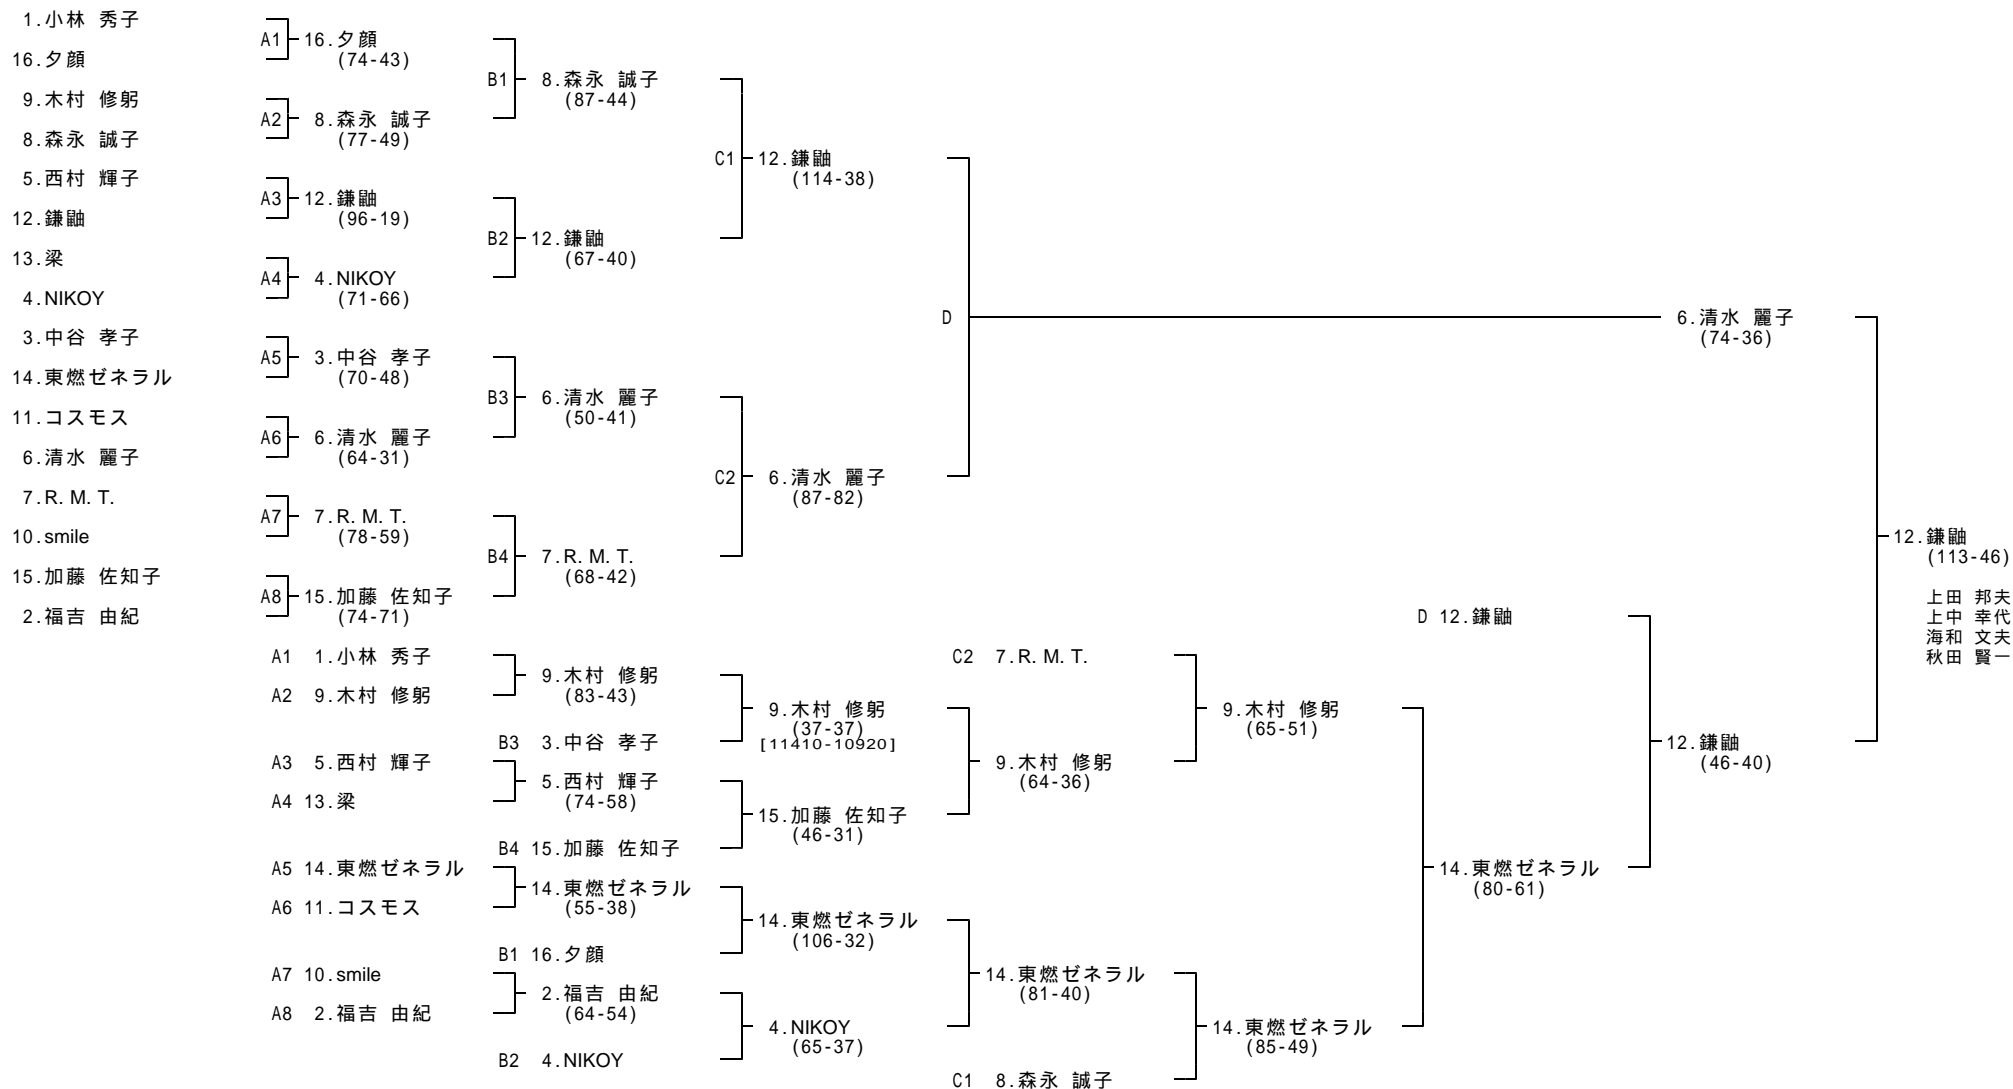 1.小林 秀子
A1 16.夕顔
16.夕顔
(74-43)
B1 8.森永 誠子
9.木村 修躬
(87-44)
A2 8.森永 誠子
8.森永 誠子
(77-49)
C1 12.鎌鼬
5.西村 輝子
(114-38)
A3 12.鎌鼬
12.鎌鼬
(96-19)
B2 12.鎌鼬
13.梁
(67-40)
A4 4.NIKOY
4.NIKOY
(71-66)
D 6.清水 麗子
3.中谷 孝子
(74-36)
A5 3.中谷 孝子
14.東燃ゼネラル
(70-48)
B3 6.清水 麗子
11.コスモス
(50-41)
A6 6.清水 麗子
6.清水 麗子
(64-31)
C2 6.清水 麗子
7.R.M.T.
(87-82)
A7 7.R.M.T.
10.smile
(78-59)
12.鎌鼬
(113-46)
B4 7.R.M.T.
15.加藤 佐知子
(68-42)
A8 15.加藤 佐知子
2.福吉 由紀
(74-71)
上田 邦夫
上中 幸代
海和 文夫
秋田 賢一
D 12.鎌鼬
A1 1.小林 秀子
C2 7.R.M.T.
9.木村 修躬
(83-43)
A2 9.木村 修躬
9.木村 修躬
(37-37)
[11410-10920]
9.木村 修躬
(65-51)
B3 3.中谷 孝子
12.鎌鼬
(46-40)
A3 5.西村 輝子
9.木村 修躬
(64-36)
5.西村 輝子
(74-58)
A4 13.梁
15.加藤 佐知子
(46-31)
B4 15.加藤 佐知子
A5 14.東燃ゼネラル
14.東燃ゼネラル
(80-61)
14.東燃ゼネラル
(55-38)
A6 11.コスモス
14.東燃ゼネラル
(106-32)
B1 16.夕顔
A7 10.smile
14.東燃ゼネラル
(81-40)
2.福吉 由紀
(64-54)
A8 2.福吉 由紀
4.NIKOY
(65-37)
14.東燃ゼネラル
(85-49)
B2 4.NIKOY
C1 8.森永 誠子